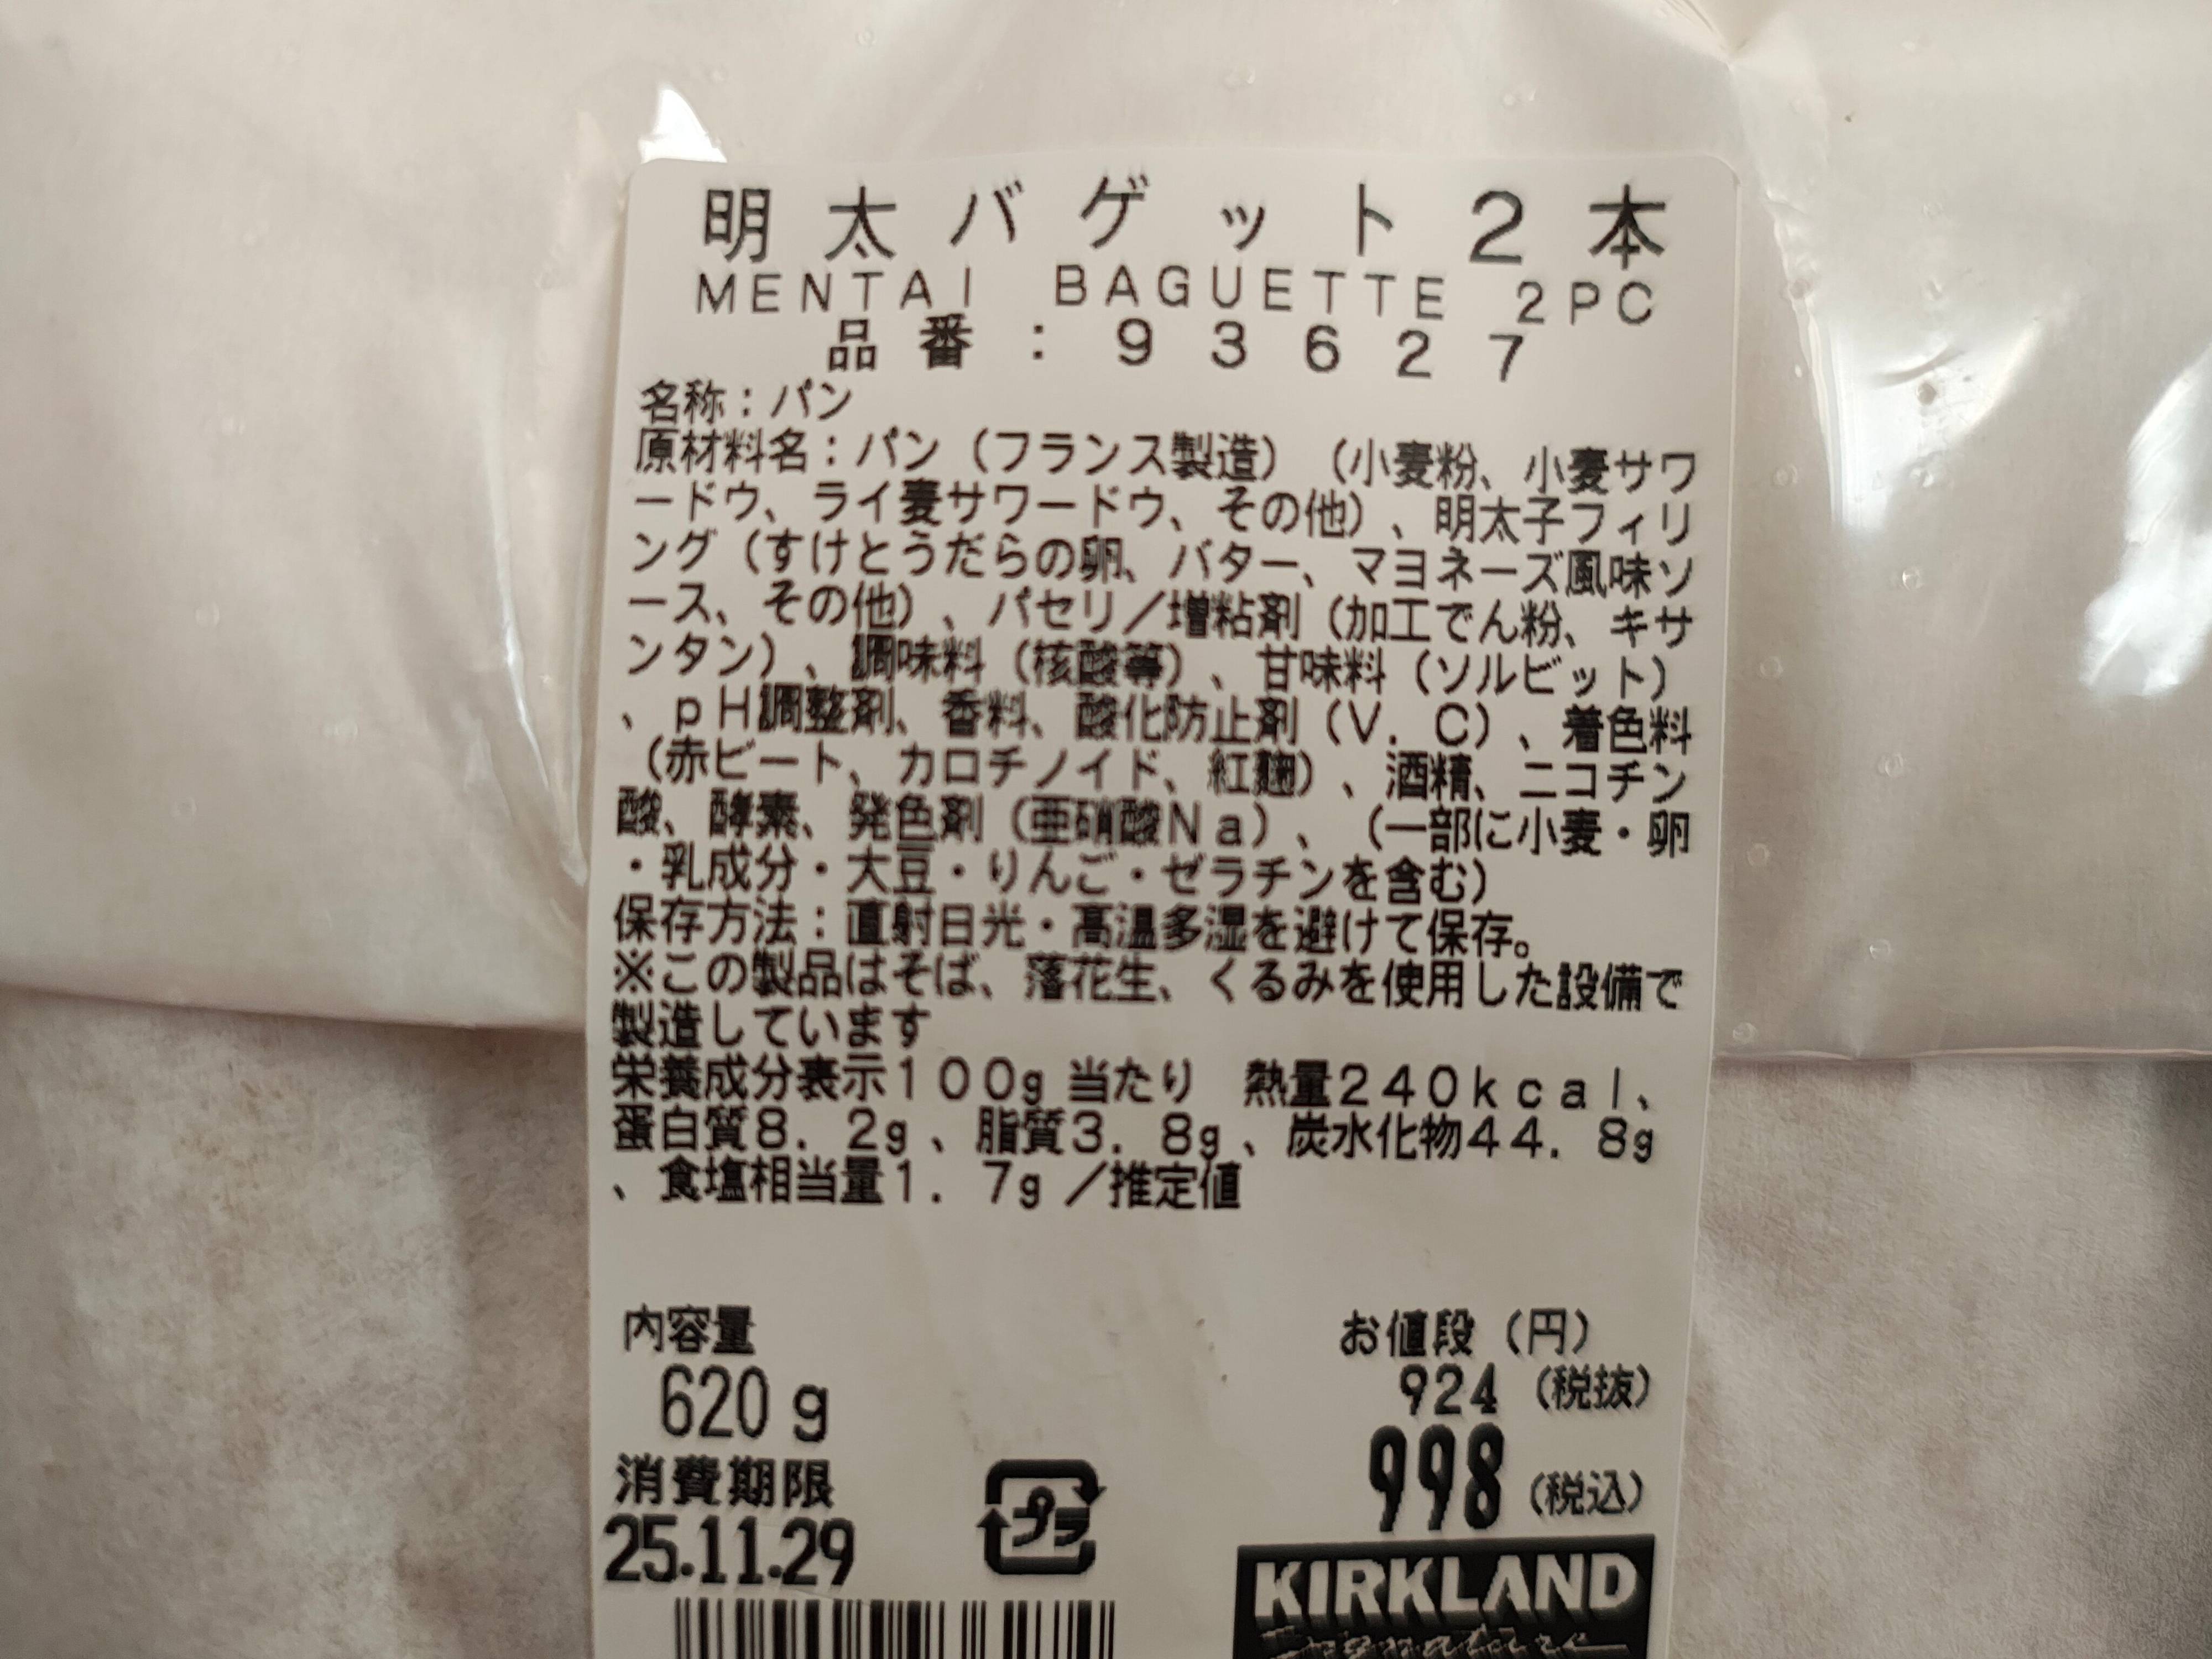 明太バゲット2本
MENTAI BAGUETTE 2PC
品番:93627
名称:パン
原材料名:パン(フランス製造)(小麦粉、小麦サワ
ードウ、ライ麦サワードウ、その他)、明太子フィリ
ング(すけとうだらの卵、バター、マヨネーズ風味ソ
ース、その他)、パセリ/増粘剤(加工でん粉、キサ
ンタン)、調味料(核酸等)、甘味料(ソルビット)
、pH調整剤、香料、酸化防止剤(V.C)、着色料
(赤ビート、カロチノイド、紅麹)、酒精、ニコチン
酸、酵素、発色剤(亜硝酸Na)、(一部に小麦・卵
・乳成分・大豆・りんご・ゼラチンを含む)
保存方法:直射日光・高温多湿を避けて保存。
※この製品はそば、落花生、くるみを使用した設備で
製造しています
栄養成分表示100g当たり 熱量240kcal、
蛋白質8.2g、脂質3.8g、炭水化物44.8g
、食塩相当量1.7g/推定値
内容量
620g
お値段(円)
924(税抜)
998(税込)
消費期限
25.11.29
プラ
KIRKLAND
Signature